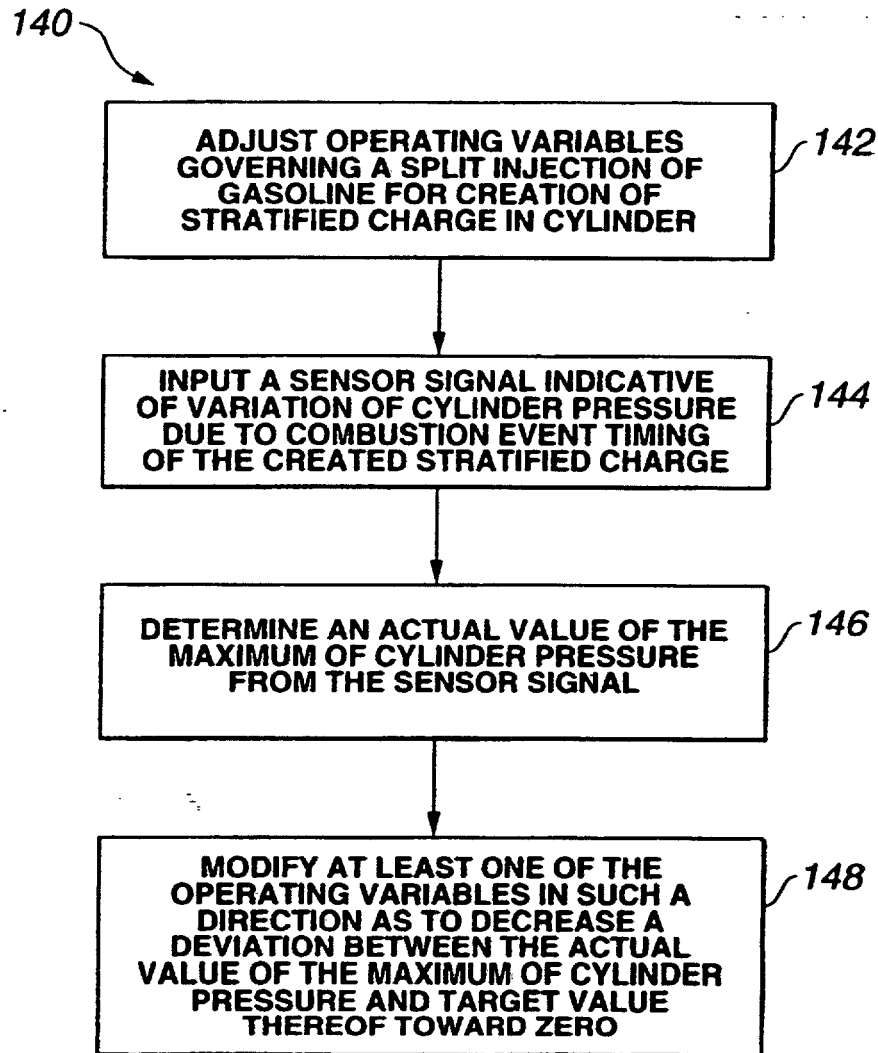 140
ADJUST OPERATING VARIABLES
GOVERNING A SPLIT INJECTION OF
GASOLINE FOR CREATION OF
STRATIFIED CHARGE IN CYLINDER
142
INPUT A SENSOR SIGNAL INDICATIVE
OF VARIATION OF CYLINDER PRESSURE
DUE TO COMBUSTION EVENT TIMING
OF THE CREATED STRATIFIED CHARGE
144
DETERMINE AN ACTUAL VALUE OF THE
MAXIMUM OF CYLINDER PRESSURE
FROM THE SENSOR SIGNAL
146
MODIFY AT LEAST ONE OF THE
OPERATING VARIABLES IN SUCH A
DIRECTION AS TO DECREASE A
DEVIATION BETWEEN THE ACTUAL
VALUE OF THE MAXIMUM OF CYLINDER
PRESSURE AND TARGET VALUE
THEREOF TOWARD ZERO
148